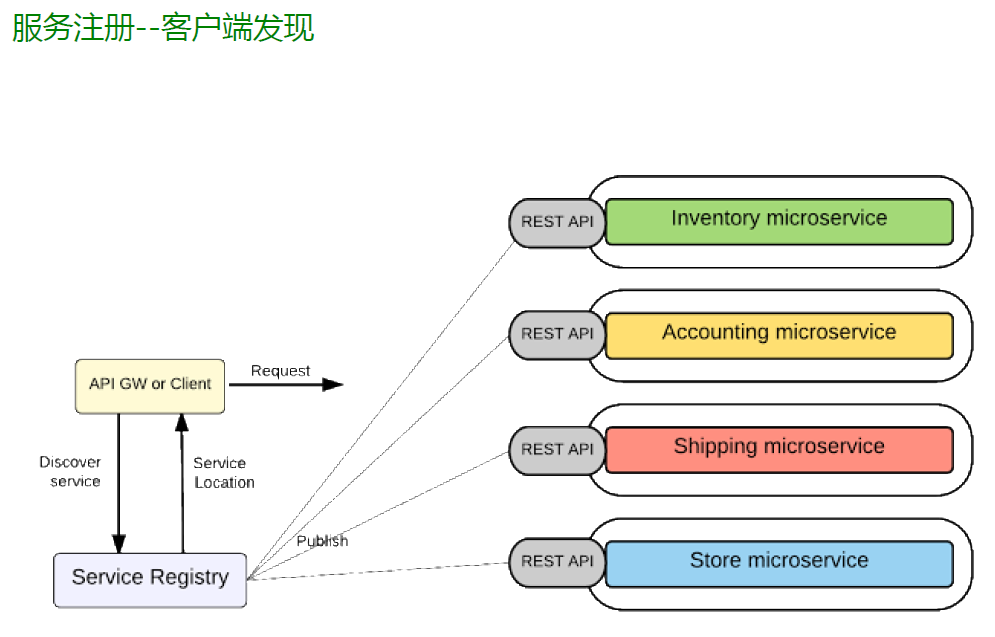 服务注册--客户端发现
REST API
Inventory microservice
REST API
Accounting microservice
API GW or Client
Request
REST API
Shipping microservice
Discover
service
Service
Location
Publish
REST API
Store microservice
Service Registry